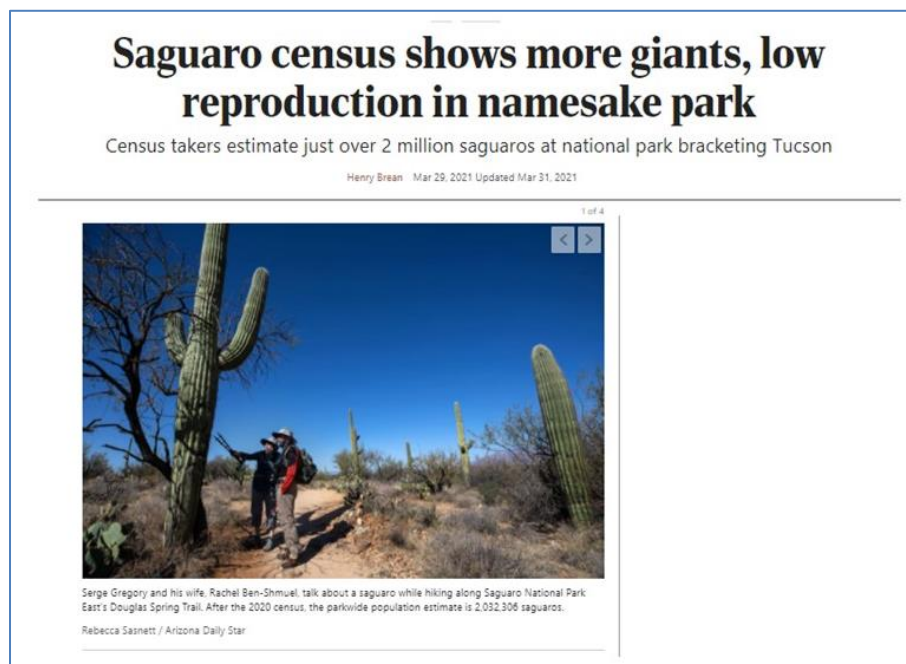 Saguaro census shows more giants, low
reproduction in namesake park
Census takers estimate just over 2 million saguaros at national park bracketing Tucson
Henry Brean Mar 29, 2021 Updated Mar 31, 2021
1 of 4
Serge Gregory and his wife, Rachel Ben-Shmuel, talk about a saguaro while hiking along Saguaro National Park
East's Douglas Spring Trail. After the 2020 census, the parkwide population estimate is 2,032,306 saguaros.
Rebecca Sasnett / Arizona Daily Star